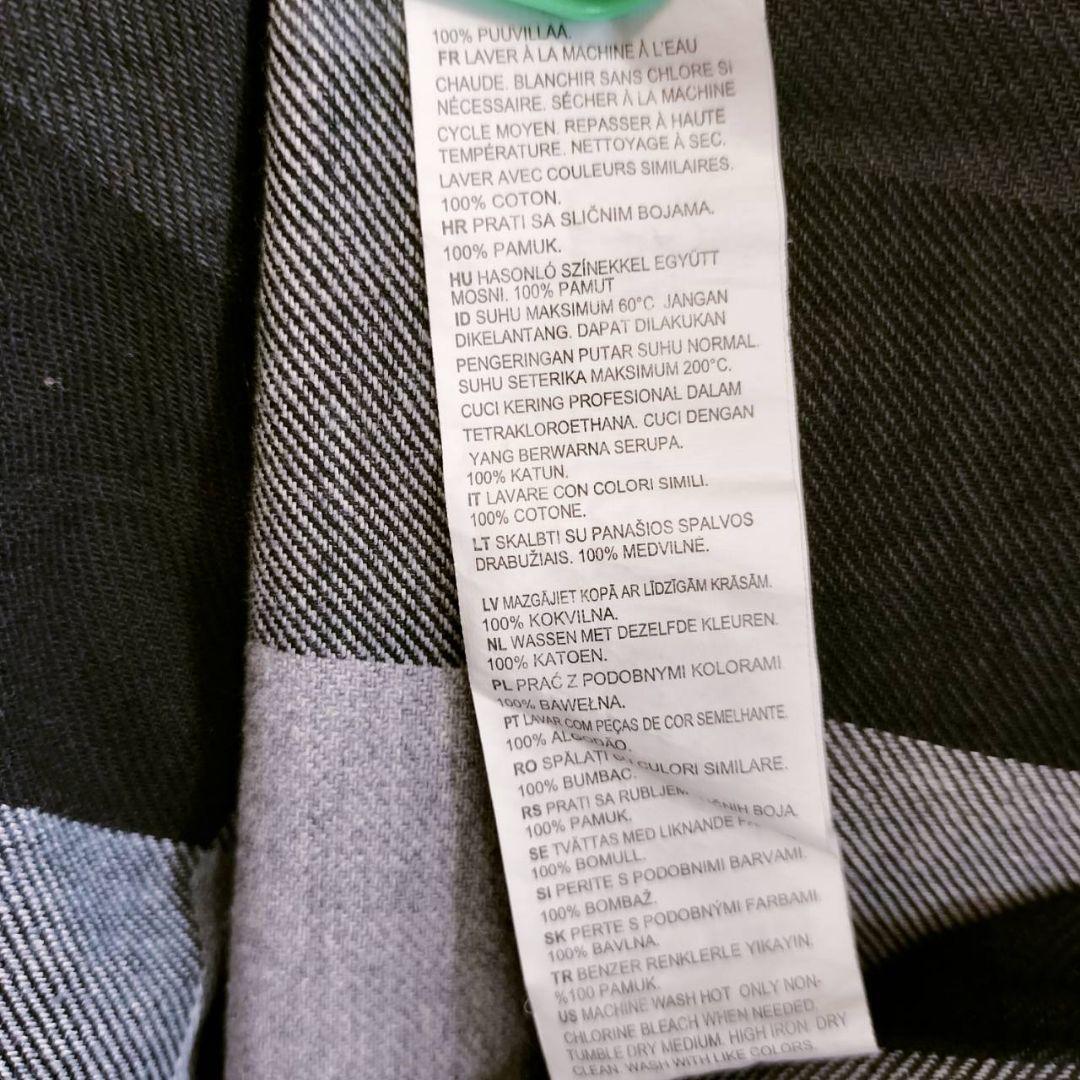 100% PUUVILLAA.
FR LAVER À LA MACHINE À L'EAU
CHAUDE. BLANCHIR SANS CHLORE SI
NÉCESSAIRE. SÉCHER À LA MACHINE
CYCLE MOYEN. REPASSER À HAUTE
TEMPÉRATURE. NETTOYAGE À SEC.
LAVER AVEC COULEURS SIMILAIRES.
100% COTON.
HR PRATI SA SLIČNIM BOJAMA.
100% PAMUK.
HU HASONLÓ SZÍNEKKEL EGYÜTT
MOSNI. 100% PAMUT
ID SUHU MAKSIMUM 60°C JANGAN
DIKELANTANG. DAPAT DILAKUKAN
PENGERINGAN PUTAR SUHU NORMAL.
SUHU SETERIKA MAKSIMUM 200°C.
CUCI KERING PROFESIONAL DALAM
TETRAKLOROETHANA. CUCI DENGAN
YANG BERWARNA SERUPA.
100% KATUN.
IT LAVARE CON COLORI SIMILI.
100% COTONE.
LT SKALBTI SU PANAŠIOS SPALVOS
DRABUŽIAIS. 100% MEDVILNĖ.
LV MAZGĀJIET KOPĀ AR LĪDZĪGĀM KRĀSĀM.
100% KOKVILNA.
NL WASSEN MET DEZELFDE KLEUREN.
100% KATOEN.
PL PRAĆ Z PODOBNYMI KOLORAMI
100% BAWEŁNA.
PT LAVAR COM PEÇAS DE COR SEMELHANTE.
100% ALGODÃO.
RO SPĂLAŢI CULORI SIMILARE.
100% BUMBAC.
RS PRATI SA RUBLJEM BOJA.
100% PAMUK.
SE TVÄTTAS MED LIKNANDE
100% BOMULL.
SI PERITE S PODOBNIMI BARVAMI.
100% BOMBAŽ.
SK PERTE S PODOBNÝMI FARBAMI.
100% BAVLNA.
TR BENZER RENKLERLE YIKAYIN.
%100 PAMUK.
US MACHINE WASH HOT ONLY NON-
CHLORINE BLEACH WHEN NEEDED.
TUMBLE DRY MEDIUM. HIGH IRON. DRY
CLEAN. WASH WITH LIKE COLORS.